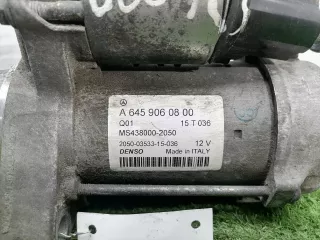 A 645 906 08 00
Q01 15 T 036
MS438000-2050
2050-03533-15-036 12 V
DENSO Made in ITALY